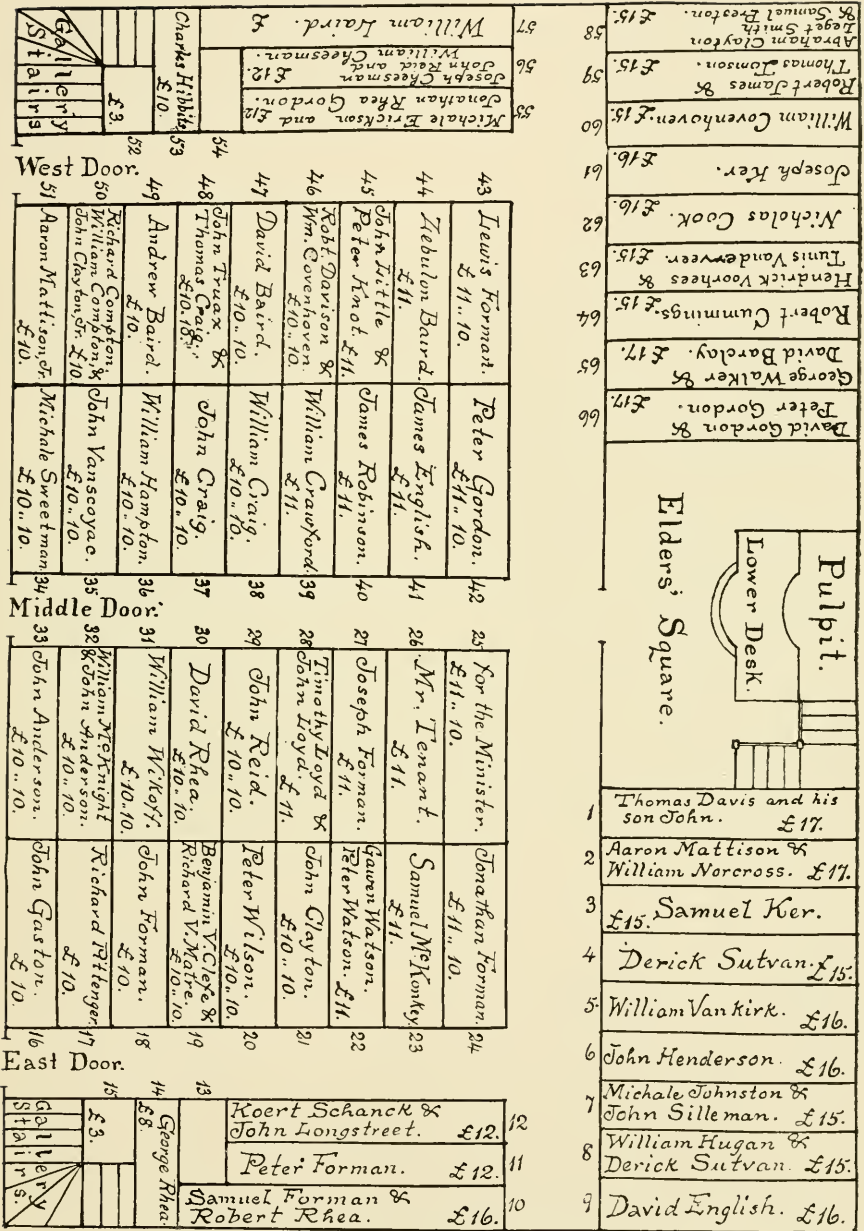 Gallery
Stairs
£3.
52
Charles Hibbits,
£10.
53
54
William Laird.
£
57
Joseph Cheesman
John Reid and
William Cheesman
£12.
56
Michale Erickson and
Jonathan Rhea Gordon.
£12
55
Abraham Clayton
Leget Smith
& Samuel Preston.
£15.
58
Robert James &
Thomas Tomson.
£15.
59
William Covenhoven.
£15.
60
Joseph Ker.
£16.
61
Nicholas Cook.
£16.
62
Hendrick Voorhees &
Tunis Vanderveer.
£15.
63
Robert Cummings.
£15.
64
George Walker &
David Barclay.
£17.
65
David Gordon &
Peter Gordon.
£17.
66
West Door.
43
Lewis Forman.
£11..10.
44
Zebulon Baird.
£11.
45
John Little &
Peter Knot. £11.
46
Robt. Davison &
Wm. Covenhoven.
£10..10.
47
David Baird.
£10..10.
48
John Truax &
Thomas Craig.
£10.
49
Andrew Baird.
£10.
50
Richard Compton
William Compton, &
John Clayton, Jr. £10.
51
Aaron Mattison, Jr.
£10.
Peter Gordon.
£11..10.
42
James English.
£11.
41
James Robinson.
£11.
40
William Crawford.
£11.
39
William Craig.
£10..10.
38
John Craig.
£10..10.
37
William Hampton.
£10..10.
36
John Vanscoyac.
£10..10.
35
Michale Sweetman.
£10..10.
34
Pulpit.
Lower Desk.
Elders' Square.
Middle Door.
25
for the Minister.
£11..10.
26
Mr. Tenant.
£11.
27
Joseph Forman.
£11.
28
Timothy Loyd &
John Loyd. £11.
29
John Reid.
£10..10.
30
David Rhea.
£10..10.
31
William Wikoff.
£10..10.
32
William McKnight
& John Anderson.
£10..10.
33
John Anderson.
£10..10.
Jonathan Forman.
£11..10.
24
Samuel McKonkey.
£11.
23
Gawen Watson.
Peter Watson. £11.
22
John Clayton.
£10..10.
21
Peter Wilson.
£10..10.
20
Benjamin V. Clefe &
Richard V. Matre.
£10..10.
19
John Forman.
£10.
18
Richard Pittenger.
£10.
17
John Gaston.
£10.
16
1
Thomas Davis and his
son John. £17.
2
Aaron Mattison &
William Norcross. £17.
3
£15. Samuel Ker.
4
Derick Sutvan. £15.
5
William Vankirk. £16.
6
John Henderson. £16.
7
Michale Johnston &
John Silleman. £15.
8
William Hugan &
Derick Sutvan. £15.
9
David English. £16.
East Door.
Gallery
Stairs.
15
£3.
14
George Rhea.
£8.
13
Koert Schanck &
John Longstreet. £12.
12
Peter Forman. £12.
11
Samuel Forman &
Robert Rhea. £16.
10